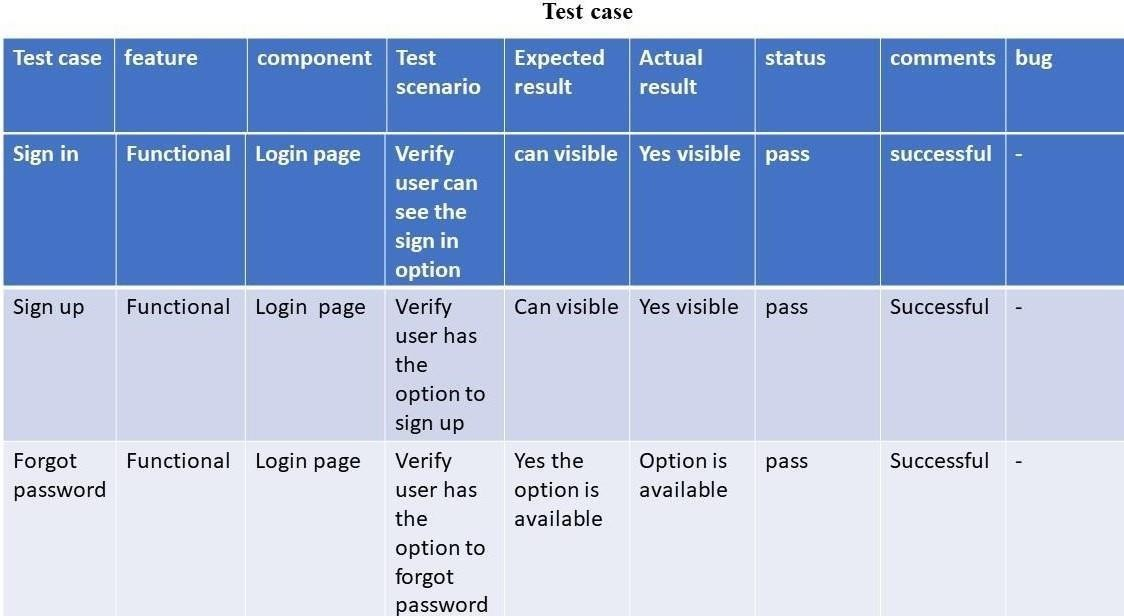 Test case
Test case feature component Test scenario Expected result Actual result status comments bug
Sign in Functional Login page Verify user can see the sign in option can visible Yes visible pass successful -
Sign up Functional Login page Verify user has the option to sign up Can visible Yes visible pass Successful -
Forgot password Functional Login page Verify user has the option to forgot password Yes the option is available Option is available pass Successful -